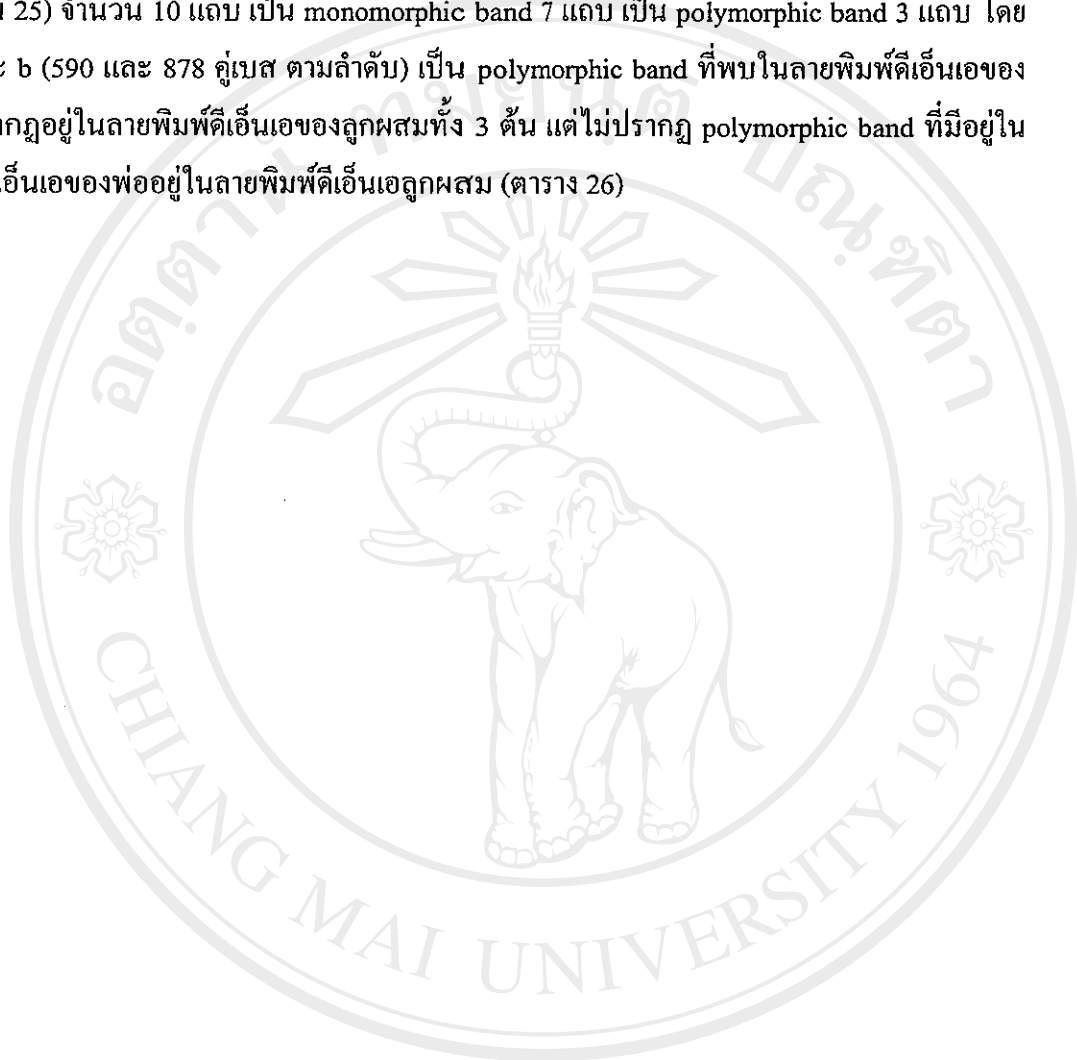 25) จำนวน 10 แถบ เป็น monomorphic band 7 แถบ เป็น polymorphic band 3 แถบ โดย
b (590 และ 878 คู่เบส ตามลำดับ) เป็น polymorphic band ที่พบในลายพิมพ์ดีเอ็นเอของ
กฏอยู่ในลายพิมพ์ดีเอ็นเอของลูกผสมทั้ง 3 ต้น แต่ไม่ปรากฏ polymorphic band ที่มีอยู่ใน
เอ็นเอของพ่ออยู่ในลายพิมพ์ดีเอ็นเอลูกผสม (ตาราง 26)
CHIANG MAI UNIVERSITY 1964